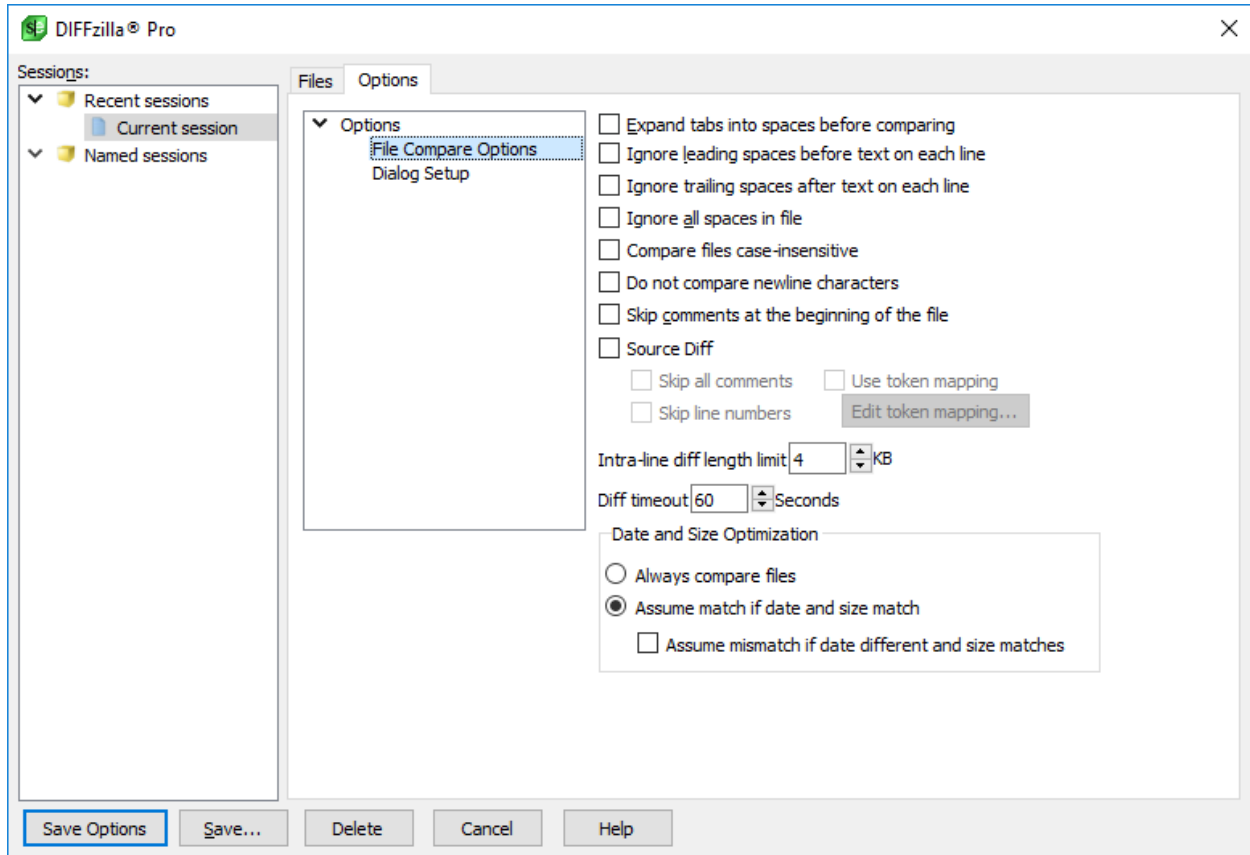 DIFFzilla® Pro
Sessions:
Recent sessions
Current session
Named sessions
Files
Options
Options
File Compare Options
Dialog Setup
Expand tabs into spaces before comparing
Ignore leading spaces before text on each line
Ignore trailing spaces after text on each line
Ignore all spaces in file
Compare files case-insensitive
Do not compare newline characters
Skip comments at the beginning of the file
Source Diff
Skip all comments
Use token mapping
Skip line numbers
Edit token mapping...
Intra-line diff length limit 4 KB
Diff timeout 60 Seconds
Date and Size Optimization
Always compare files
Assume match if date and size match
Assume mismatch if date different and size matches
Save Options
Save...
Delete
Cancel
Help